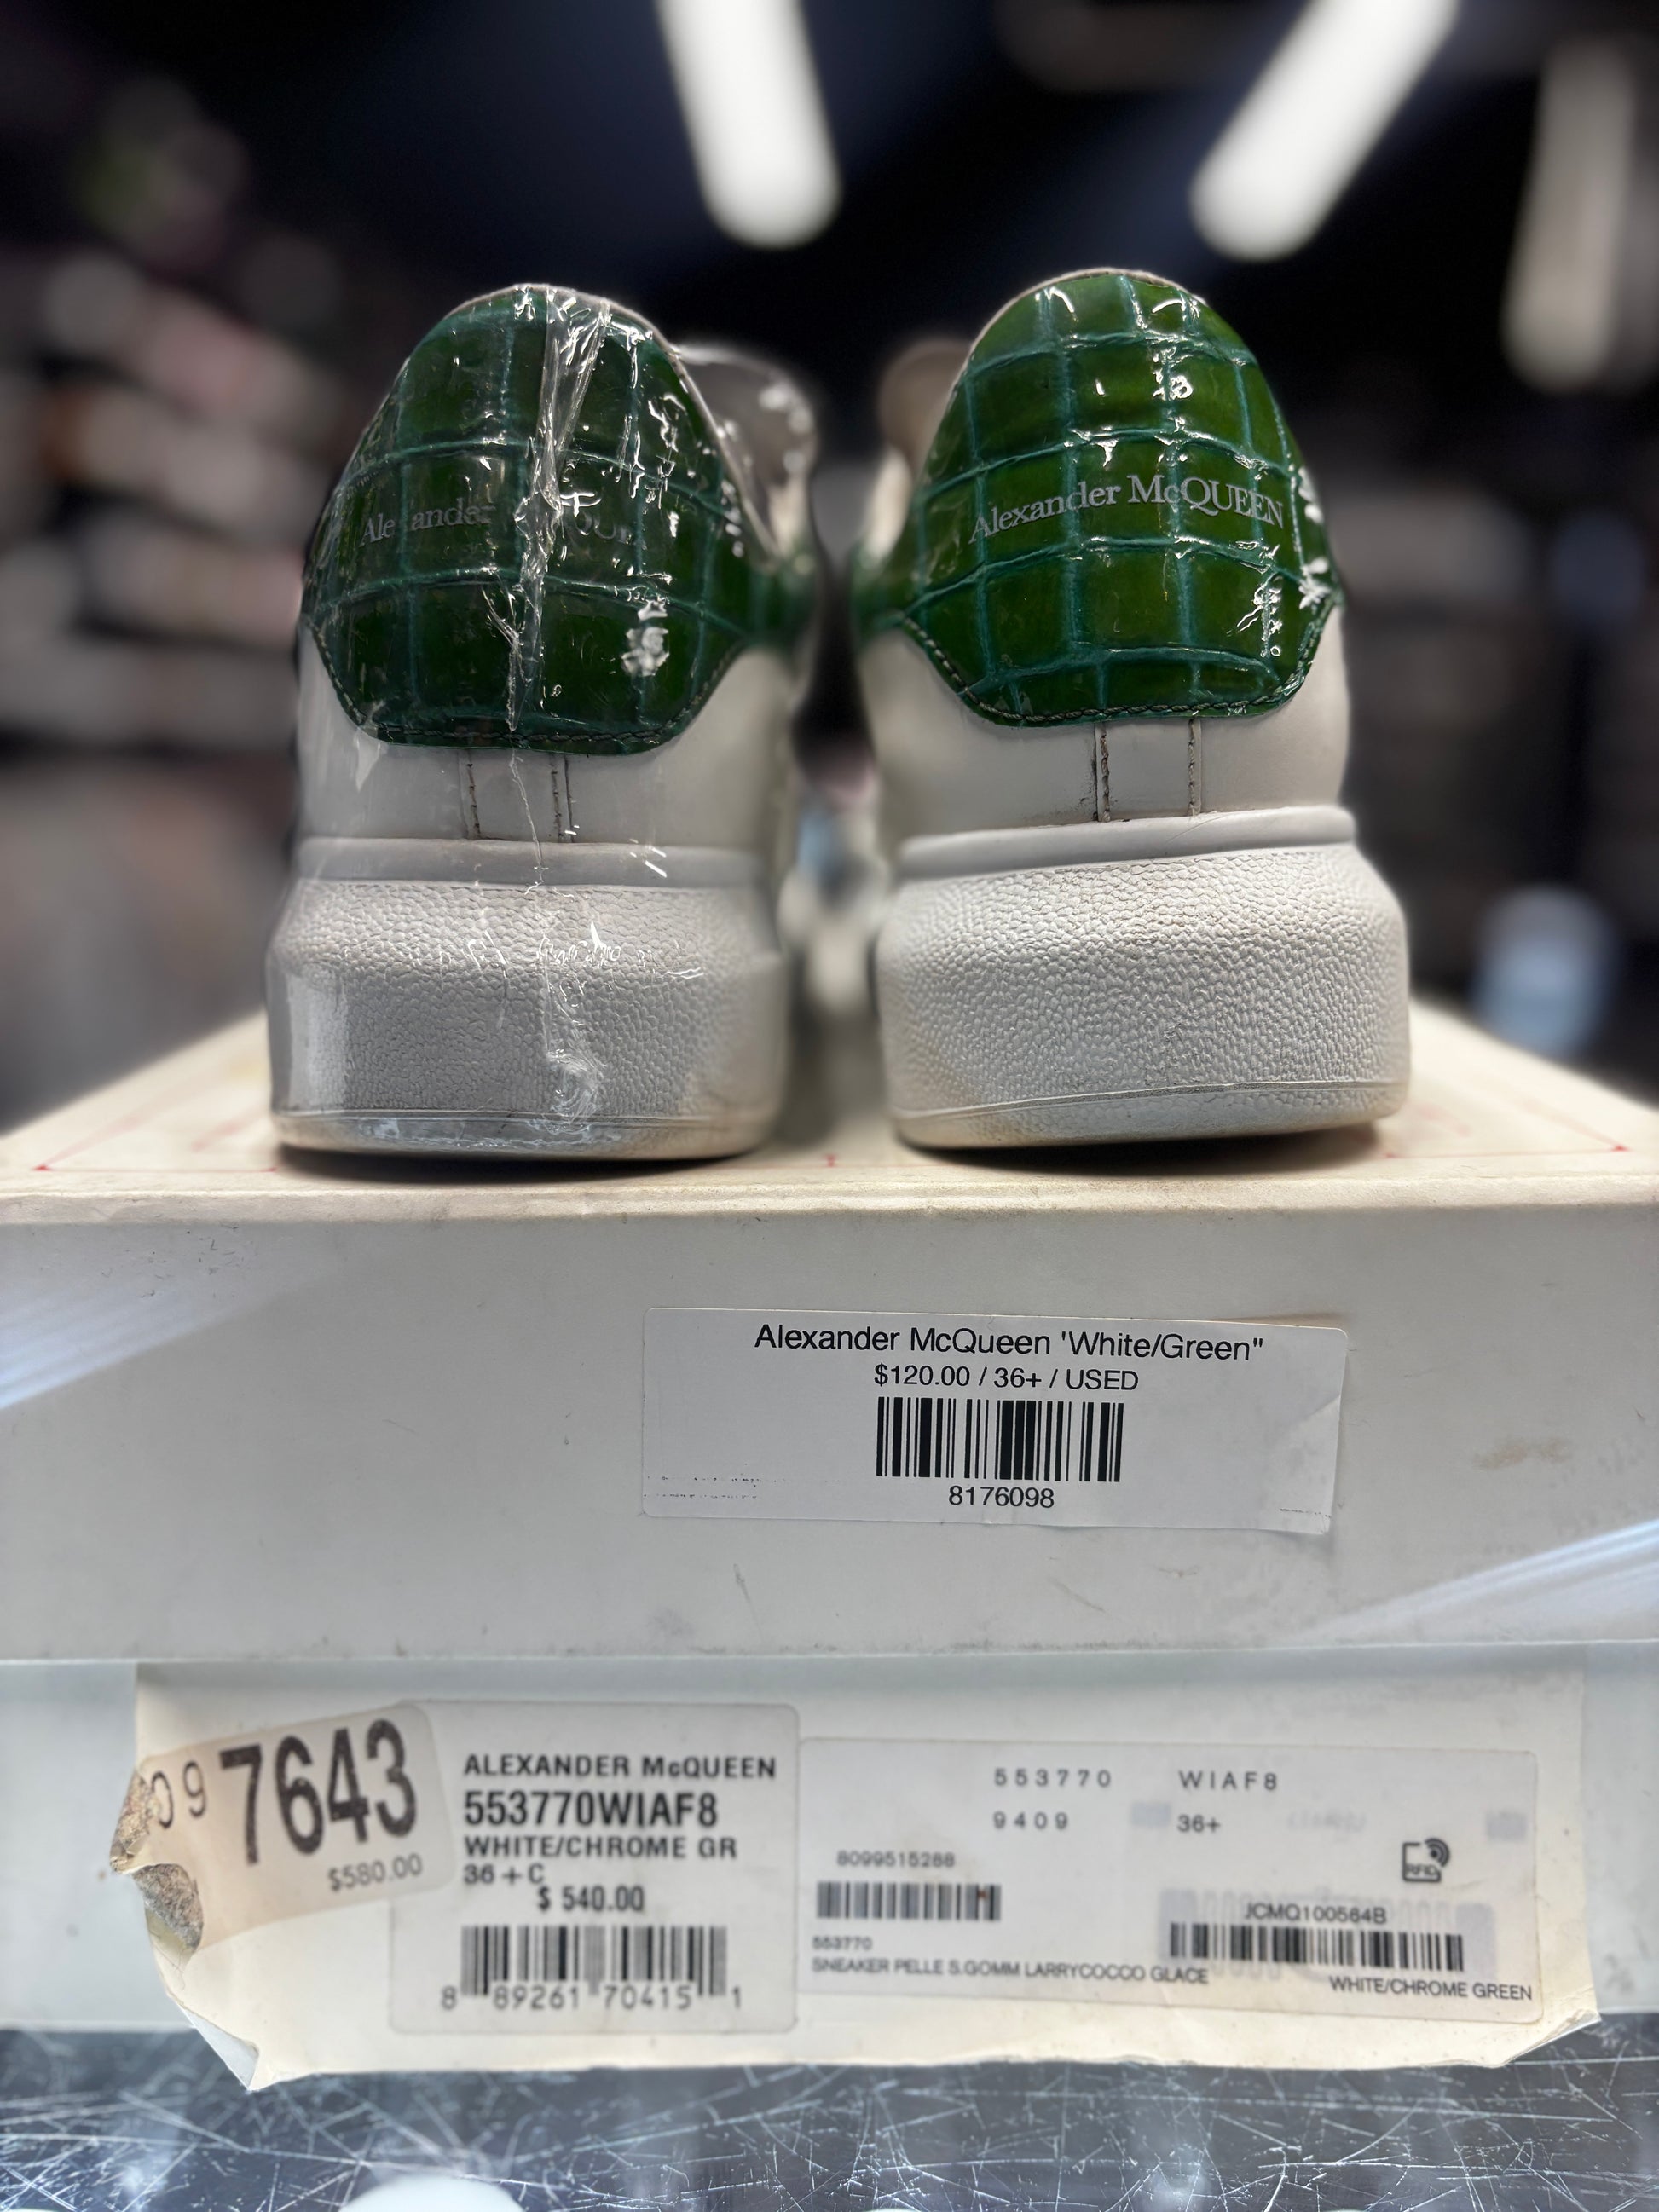 Alexander McQUEEN
Alexander McQueen 'White/Green"
$120.00 / 36+ / USED
8176098
09 7643
$580.00
ALEXANDER McQUEEN
553770WIAF8
WHITE/CHROME GR
36 + C
$ 540.00
8 89261 70415 1
553770 WIAF8
9409 36+
8099515288
RFID
JCMQ100564B
553770
SNEAKER PELLE S.GOMM LARRYCOCCO GLACE
WHITE/CHROME GREEN